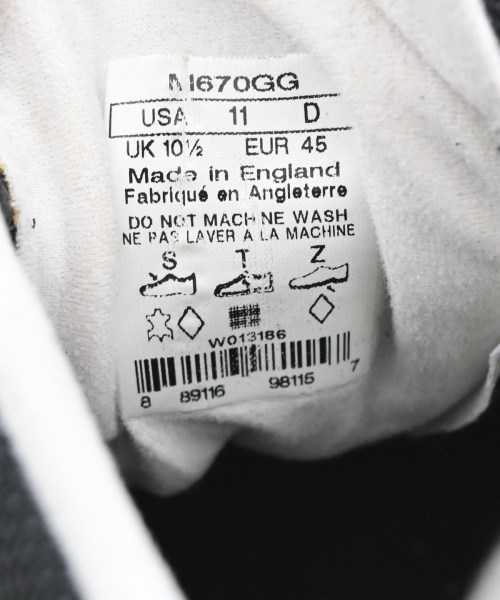 M670GG
USA 11 D
UK 10½ EUR 45
Made in England
Fabriqué en Angleterre
DO NOT MACHINE WASH
NE PAS LAVER À LA MACHINE
S T Z
W013186
8 89116 98115 7